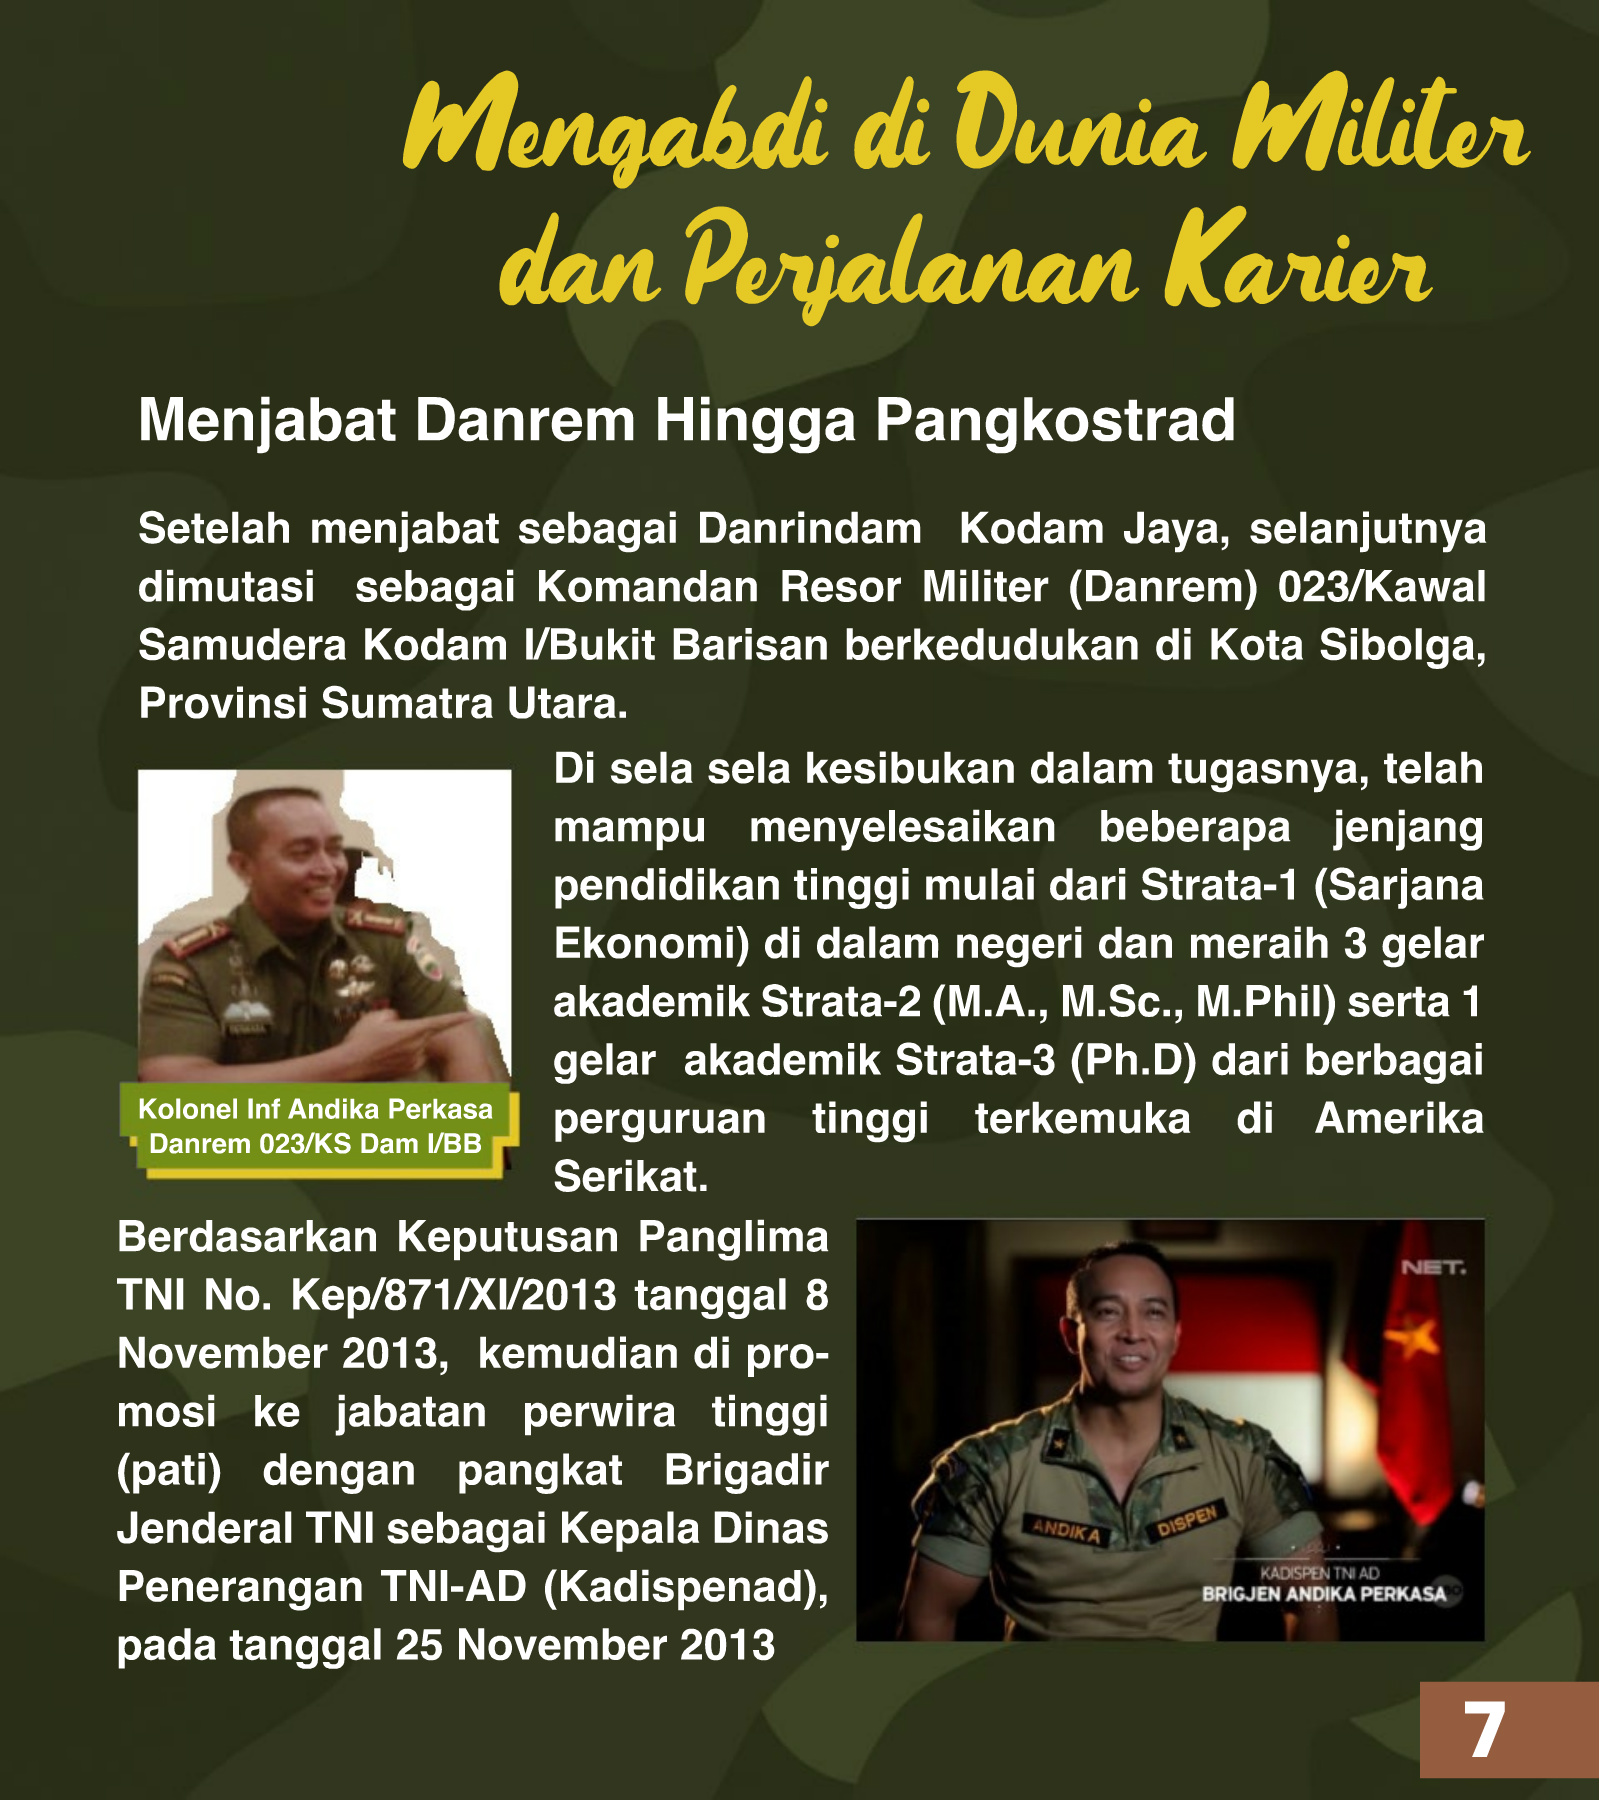 Mengabdi di Dunia Militer
dan Perjalanan Karier
Menjabat Danrem Hingga Pangkostrad
Setelah menjabat sebagai Danrindam Kodam Jaya, selanjutnya
dimutasi sebagai Komandan Resor Militer (Danrem) 023/Kawal
Samudera Kodam I/Bukit Barisan berkedudukan di Kota Sibolga,
Provinsi Sumatra Utara.
Di sela sela kesibukan dalam tugasnya, telah
mampu menyelesaikan beberapa jenjang
pendidikan tinggi mulai dari Strata-1 (Sarjana
Ekonomi) di dalam negeri dan meraih 3 gelar
akademik Strata-2 (M.A., M.Sc., M.Phil) serta 1
gelar akademik Strata-3 (Ph.D) dari berbagai
perguruan tinggi terkemuka di Amerika
Serikat.
Kolonel Inf Andika Perkasa
Danrem 023/KS Dam I/BB
Berdasarkan Keputusan Panglima
TNI No. Kep/871/XI/2013 tanggal 8
November 2013, kemudian di pro-
mosi ke jabatan perwira tinggi
(pati) dengan pangkat Brigadir
Jenderal TNI sebagai Kepala Dinas
Penerangan TNI-AD (Kadispenad),
pada tanggal 25 November 2013
NET.
ANDIKA
DISPEN
KADISPEN TNI AD
BRIGJEN ANDIKA PERKASA
7